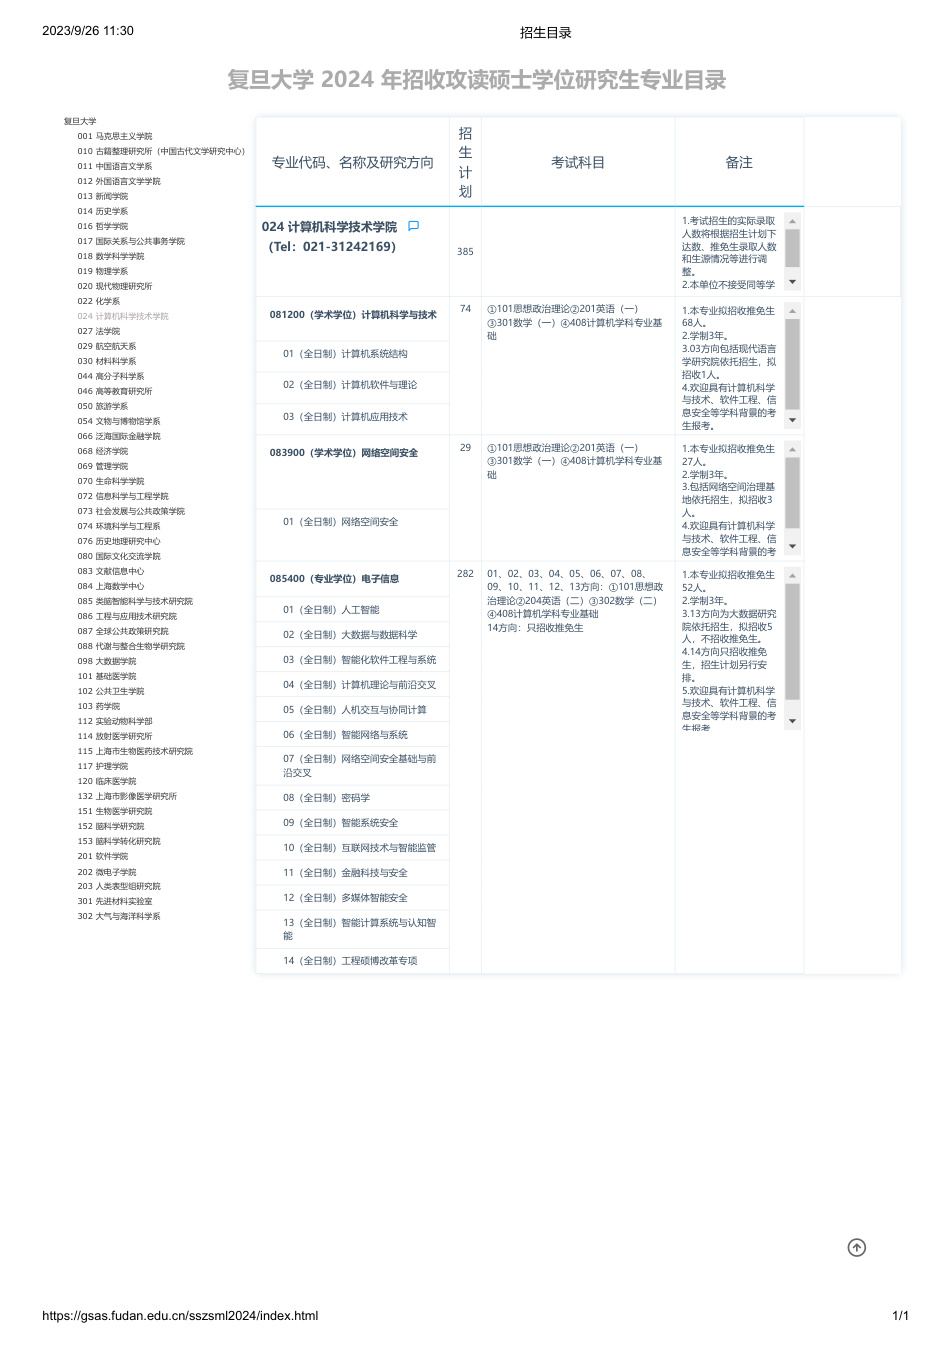 2023/9/26 11:30
招生目录
复旦大学 2024 年招收攻读硕士学位研究生专业目录
复旦大学
001 马克思主义学院
010 古籍整理研究所（中国古代文学研究中心）
011 中国语言文学系
012 外国语言文学学院
013 新闻学院
014 历史学系
016 哲学学院
017 国际关系与公共事务学院
018 数学科学学院
019 物理学系
020 现代物理研究所
022 化学系
024 计算机科学技术学院
027 法学院
029 航空航天系
030 材料科学系
044 高分子科学系
046 高等教育研究所
050 旅游学系
054 文物与博物馆学系
066 泛海国际金融学院
068 经济学院
069 管理学院
070 生命科学学院
072 信息科学与工程学院
073 社会发展与公共政策学院
074 环境科学与工程系
076 历史地理研究中心
080 国际文化交流学院
083 文献信息中心
084 上海数学中心
085 类脑智能科学与技术研究院
086 工程与应用技术研究院
087 全球公共政策研究院
088 代谢与整合生物学研究院
098 大数据学院
101 基础医学院
102 公共卫生学院
103 药学院
112 实验动物科学部
114 放射医学研究所
115 上海市生物医药技术研究院
117 护理学院
120 临床医学院
132 上海市影像医学研究所
151 生物医学研究院
152 脑科学研究院
153 脑科学转化研究院
201 软件学院
202 微电子学院
203 人类表型组研究院
301 先进材料实验室
302 大气与海洋科学系
专业代码、名称及研究方向
招
生
计
划
考试科目
备注
024 计算机科学技术学院
（Tel：021-31242169）
385
1.考试招生的实际录取
人数将根据招生计划下
达数、推免生录取人数
和生源情况等进行调
整。
2.本单位不接受同等学
081200（学术学位）计算机科学与技术
01（全日制）计算机系统结构
02（全日制）计算机软件与理论
03（全日制）计算机应用技术
74
①101思想政治理论②201英语（一）
③301数学（一）④408计算机学科专业基
础
1.本专业拟招收推免生
68人。
2.学制3年。
3.03方向包括现代语言
学研究院依托招生，拟
招收1人。
4.欢迎具有计算机科学
与技术、软件工程、信
息安全等学科背景的考
生报考。
083900（学术学位）网络空间安全
01（全日制）网络空间安全
29
①101思想政治理论②201英语（一）
③301数学（一）④408计算机学科专业基
础
1.本专业拟招收推免生
27人。
2.学制3年。
3.包括网络空间治理基
地依托招生，拟招收3
人。
4.欢迎具有计算机科学
与技术、软件工程、信
息安全等学科背景的考
085400（专业学位）电子信息
01（全日制）人工智能
02（全日制）大数据与数据科学
03（全日制）智能化软件工程与系统
04（全日制）计算机理论与前沿交叉
05（全日制）人机交互与协同计算
06（全日制）智能网络与系统
07（全日制）网络空间安全基础与前
沿交叉
08（全日制）密码学
09（全日制）智能系统安全
10（全日制）互联网技术与智能监管
11（全日制）金融科技与安全
12（全日制）多媒体智能安全
13（全日制）智能计算系统与认知智
能
14（全日制）工程硕博改革专项
282
01、02、03、04、05、06、07、08、
09、10、11、12、13方向：①101思想政
治理论②204英语（二）③302数学（二）
④408计算机学科专业基础
14方向：只招收推免生
1.本专业拟招收推免生
52人。
2.学制3年。
3.13方向为大数据研究
院依托招生，拟招收5
人，不招收推免生。
4.14方向只招收推免
生，招生计划另行安
排。
5.欢迎具有计算机科学
与技术、软件工程、信
息安全等学科背景的考
生报考
https://gsas.fudan.edu.cn/sszsml2024/index.html
1/1